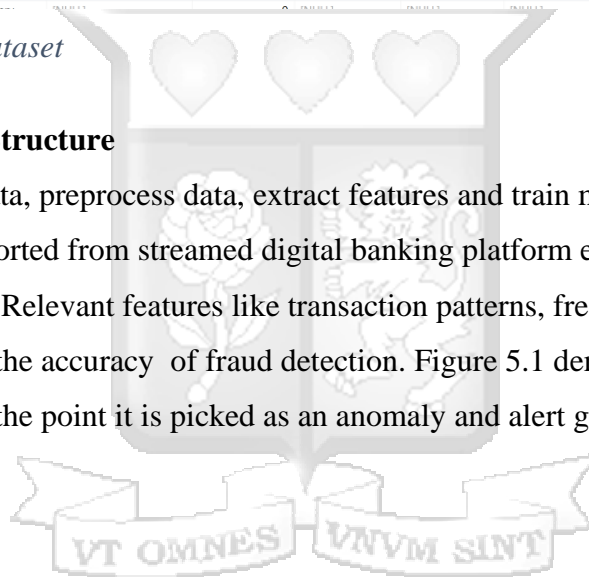 ataset
tructure
ta, preprocess data, extract features and train n
orted from streamed digital banking platform e
Relevant features like transaction patterns, fre
the accuracy of fraud detection. Figure 5.1 der
the point it is picked as an anomaly and alert g
VT OMNES VNVM SINT